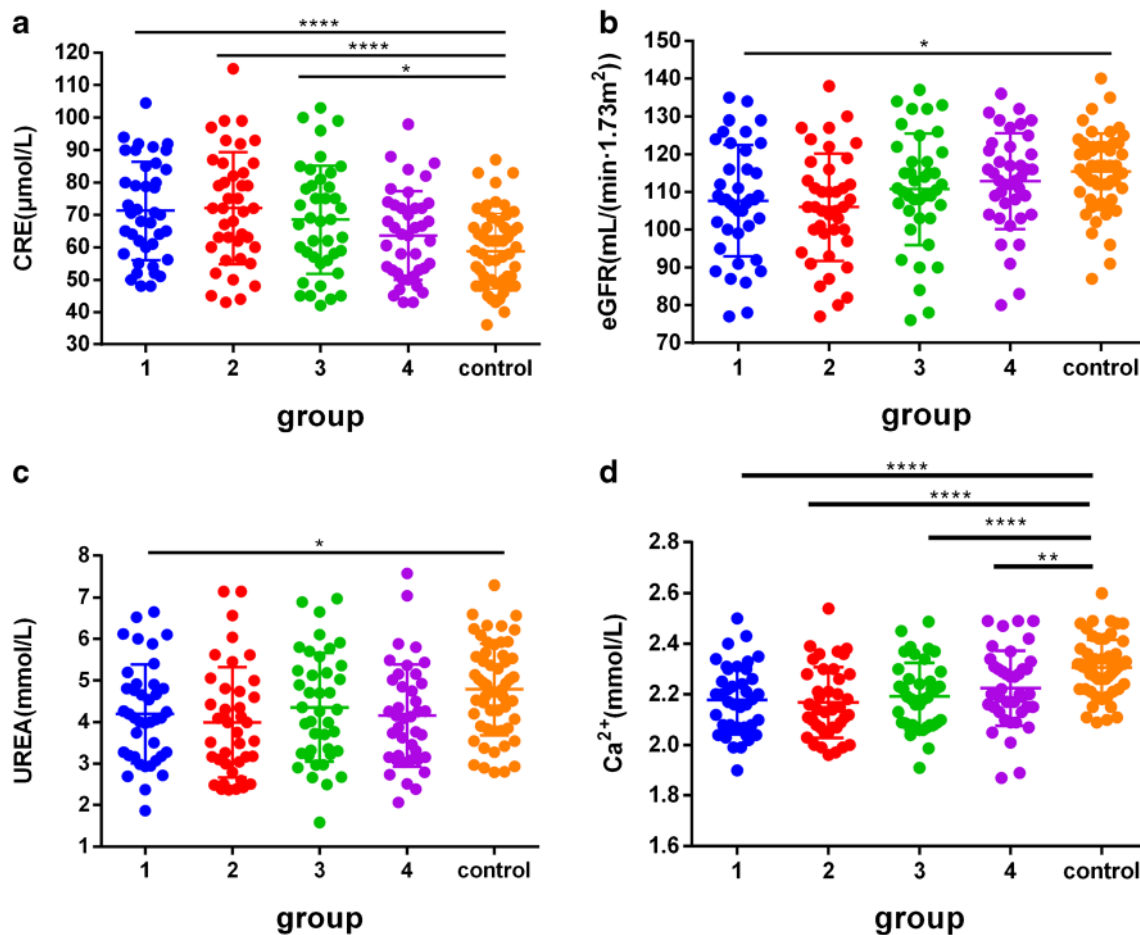 a
****
****
*
CRE(μmol/L)
120
110
100
90
80
70
60
50
40
30
1 2 3 4 control
group
b
*
eGFR(mL/(min·1.73m²))
150
140
130
120
110
100
90
80
70
1 2 3 4 control
group
c
*
UREA(mmol/L)
8
7
6
5
4
3
2
1
1 2 3 4 control
group
d
****
****
****
**
Ca²⁺(mmol/L)
2.8
2.6
2.4
2.2
2.0
1.8
1.6
1 2 3 4 control
group